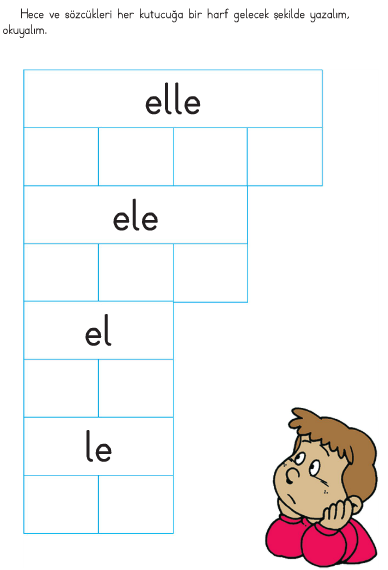 Hece ve sözcükleri her kutucuğa bir harf gelecek şekilde yazalım,
okuyalım.
elle
ele
el
le